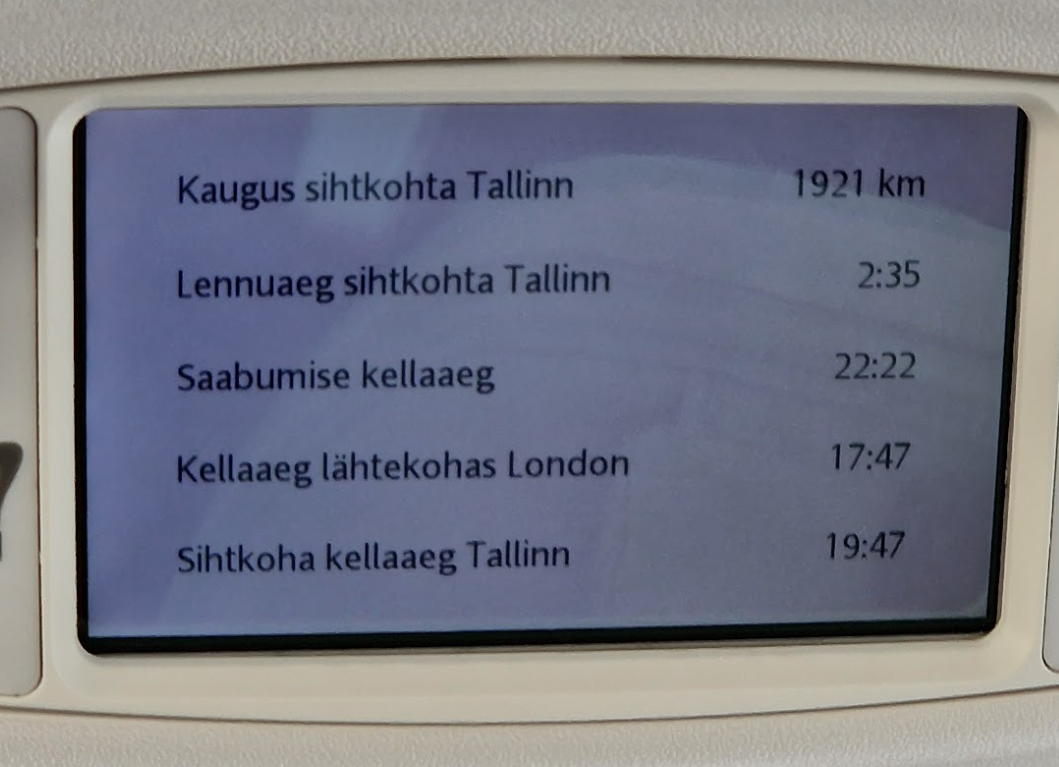 Kaugus sihtkohta Tallinn 1921 km
Lennuaeg sihtkohta Tallinn 2:35
Saabumise kellaaeg 22:22
Kellaaeg lähtekohas London 17:47
Sihtkoha kellaaeg Tallinn 19:47